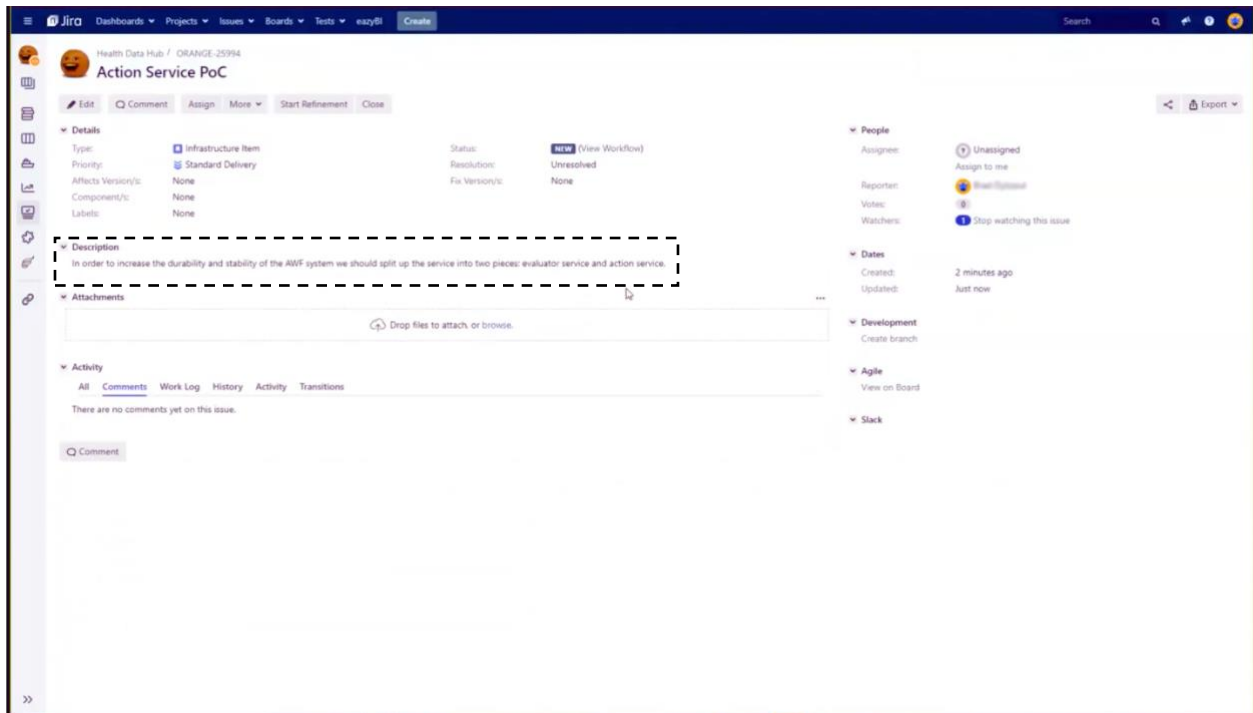 Jira Dashboards Projects Issues Boards Tests eazyBI Create Search
Health Data Hub / ORANGE-25994
Action Service PoC
Edit Comment Assign More Start Refinement Close Export
Details
Type: Infrastructure Item Status: NEW (View Workflow)
Priority: Standard Delivery Resolution: Unresolved
Affects Version/s: None Fix Version/s: None
Component/s: None
Labels: None
People
Assignee: Unassigned
Assign to me
Reporter:
Votes: 0
Watchers: 1 Stop watching this issue
Description
In order to increase the durability and stability of the AWF system we should split up the service into two pieces: evaluator service and action service.
Dates
Created: 2 minutes ago
Updated: Just now
Attachments
Drop files to attach, or browse.
Development
Create branch
Activity
All Comments Work Log History Activity Transitions
There are no comments yet on this issue.
Agile
View on Board
Slack
Comment